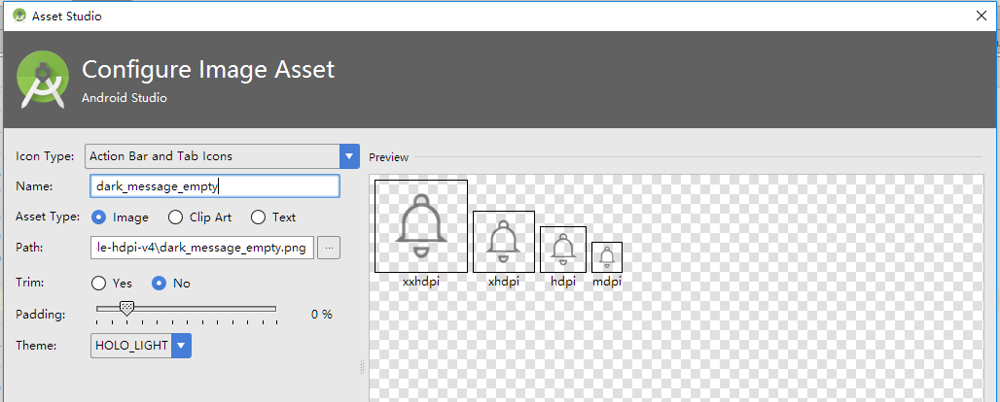 Asset Studio
Configure Image Asset
Android Studio
Icon Type: Action Bar and Tab Icons
Name: dark_message_empty
Asset Type: Image Clip Art Text
Path: le-hdpi-v4\dark_message_empty.png ...
Trim: Yes No
Padding: 0 %
Theme: HOLO_LIGHT
Preview
xxhdpi xhdpi hdpi mdpi